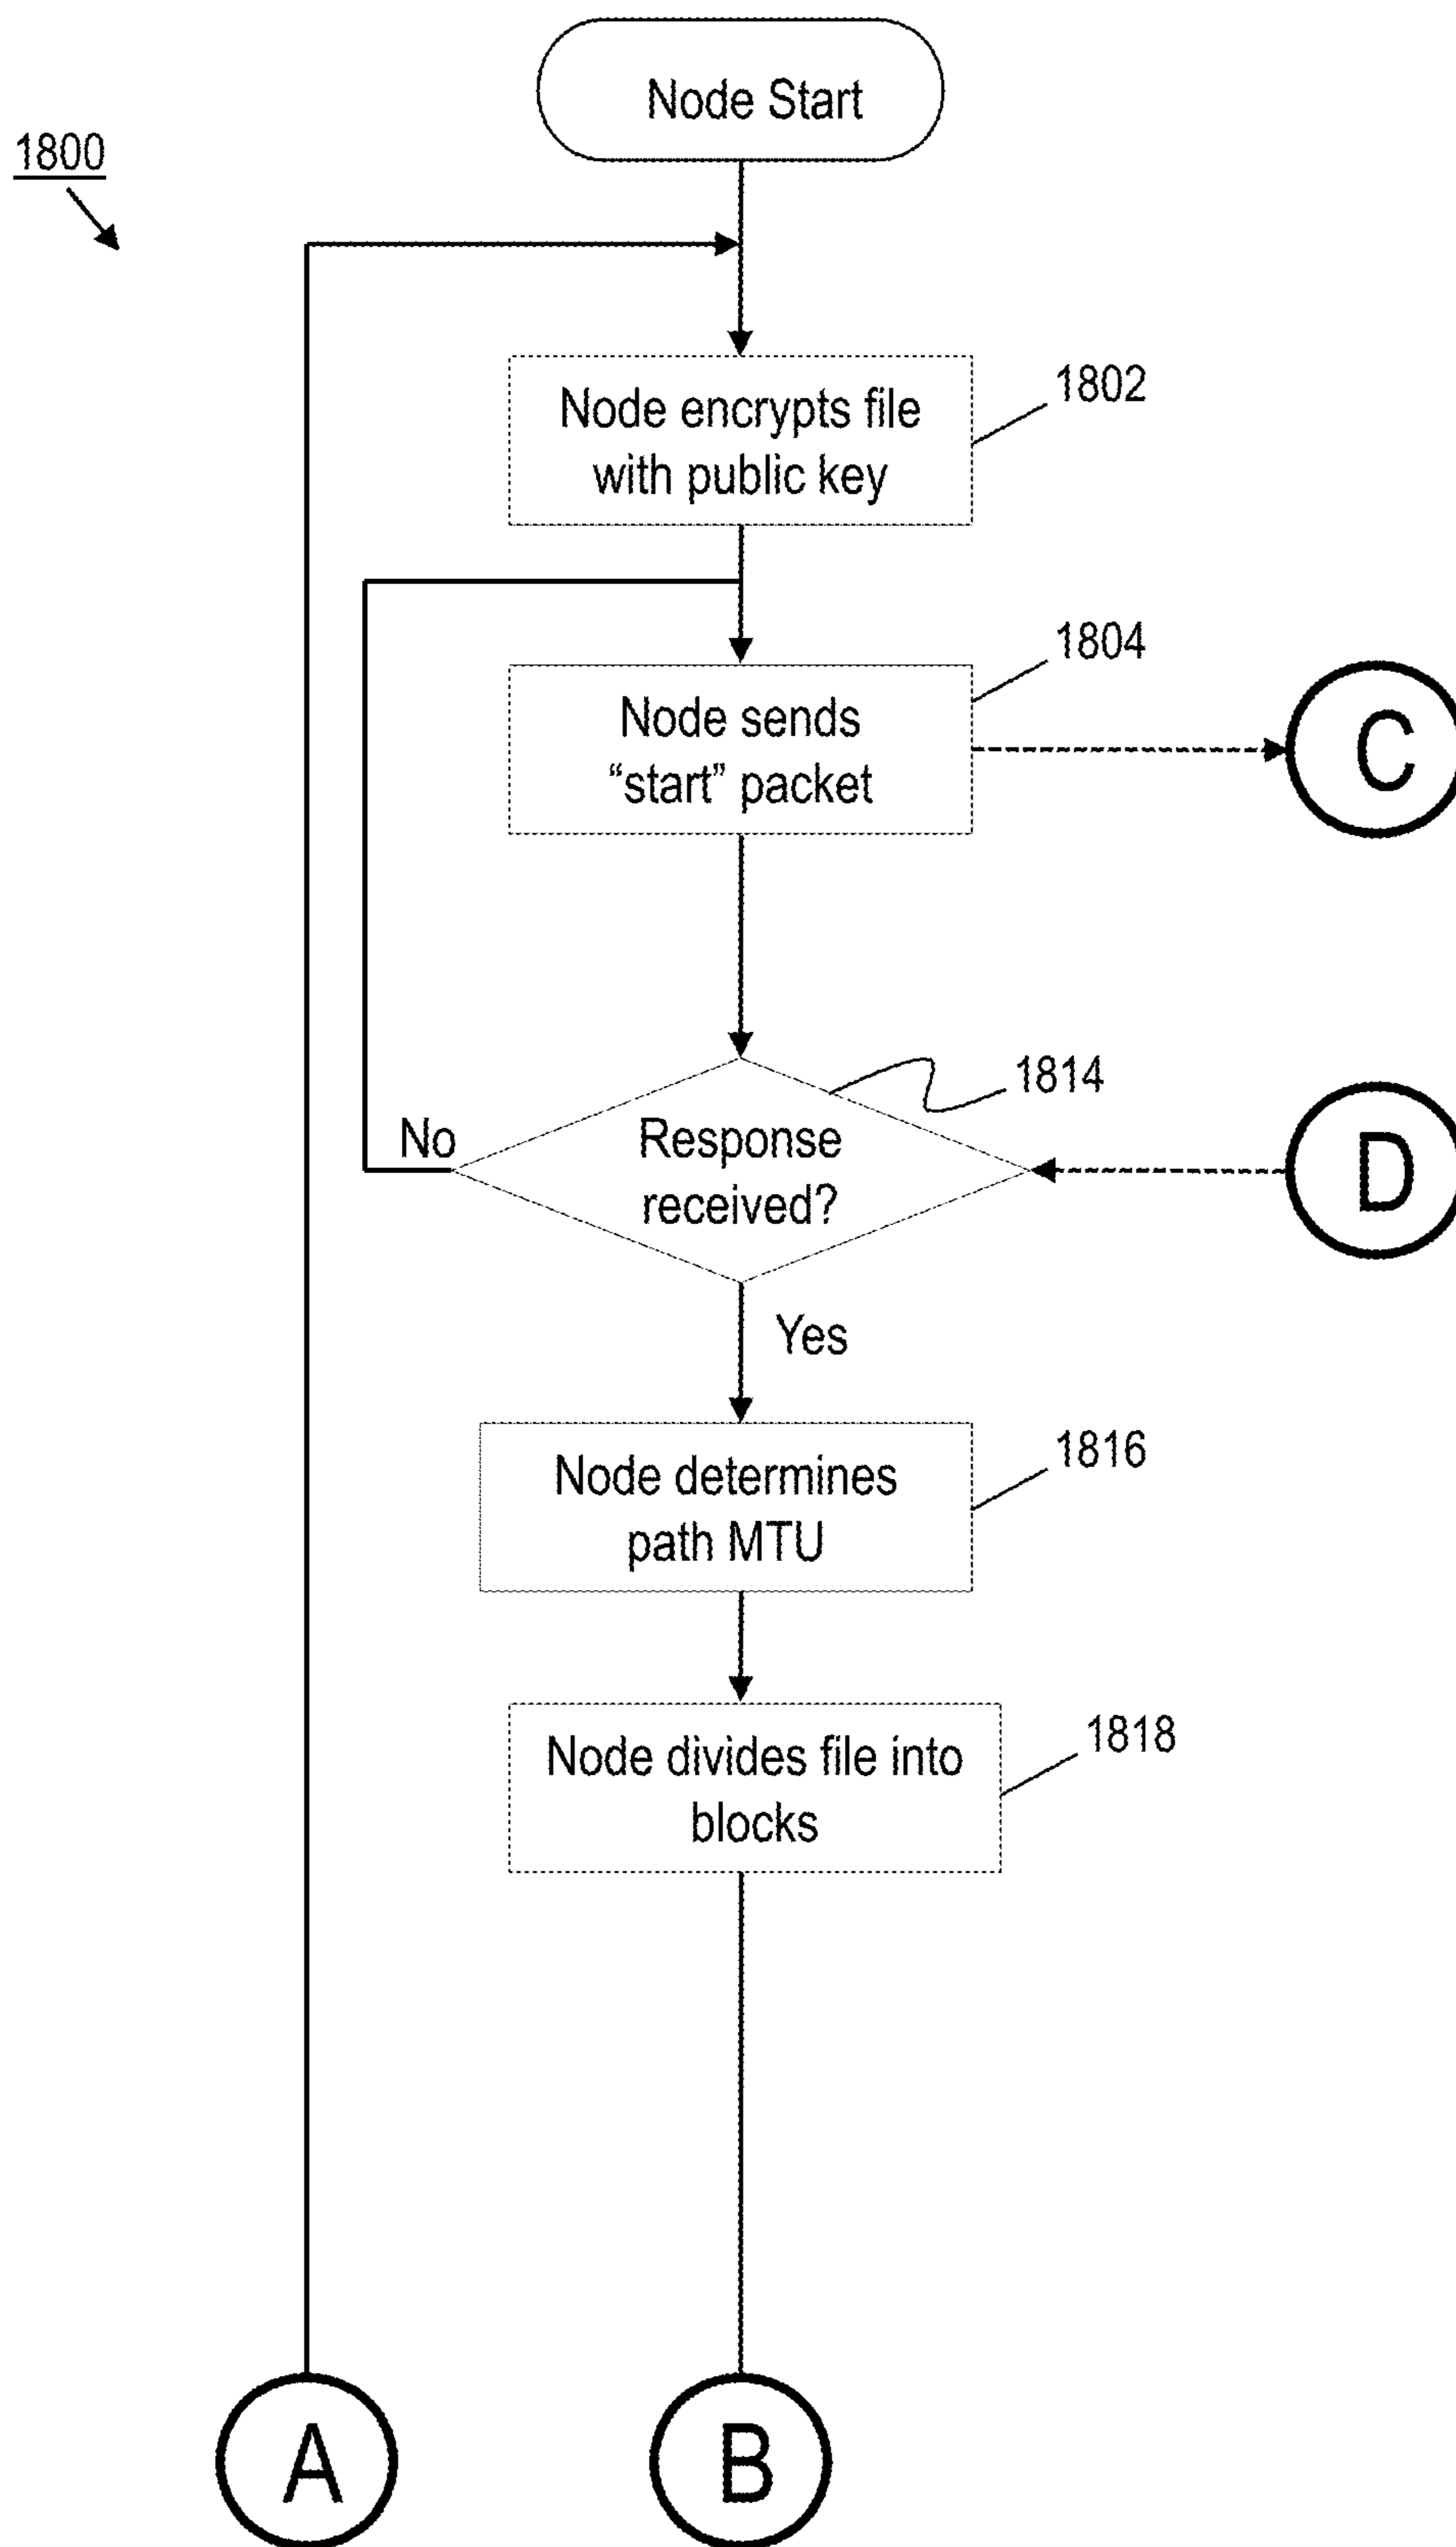 Node Start
1800
Node encrypts file
with public key
1802
Node sends
“start” packet
1804
C
Response
received?
1814
No
D
Yes
Node determines
path MTU
1816
Node divides file into
blocks
1818
A
B